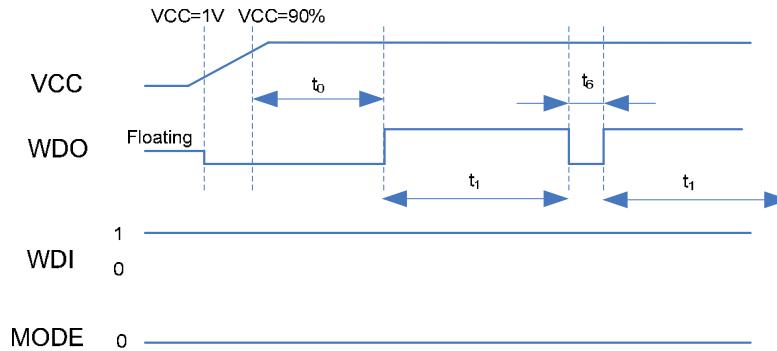 VCC=1V VCC=90%
VCC
t0
t6
Floating
WDO
t1
t1
1
WDI
0
MODE
0